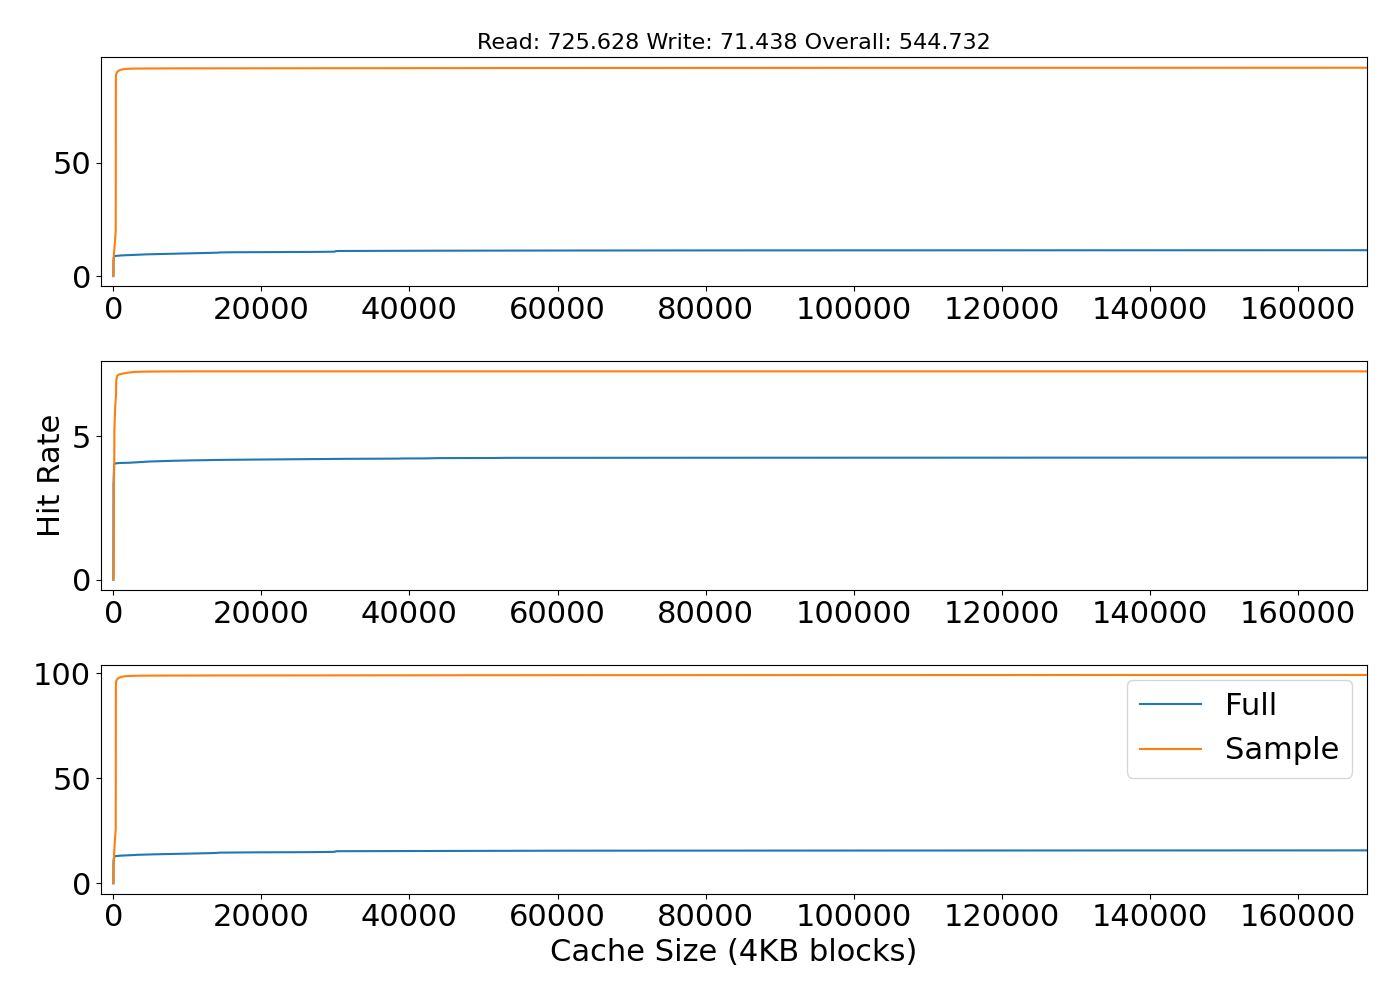 Read: 725.628 Write: 71.438 Overall: 544.732
50
0
0 20000 40000 60000 80000 100000 120000 140000 160000
Hit Rate
5
0
0 20000 40000 60000 80000 100000 120000 140000 160000
100
50
0
Full
Sample
0 20000 40000 60000 80000 100000 120000 140000 160000
Cache Size (4KB blocks)